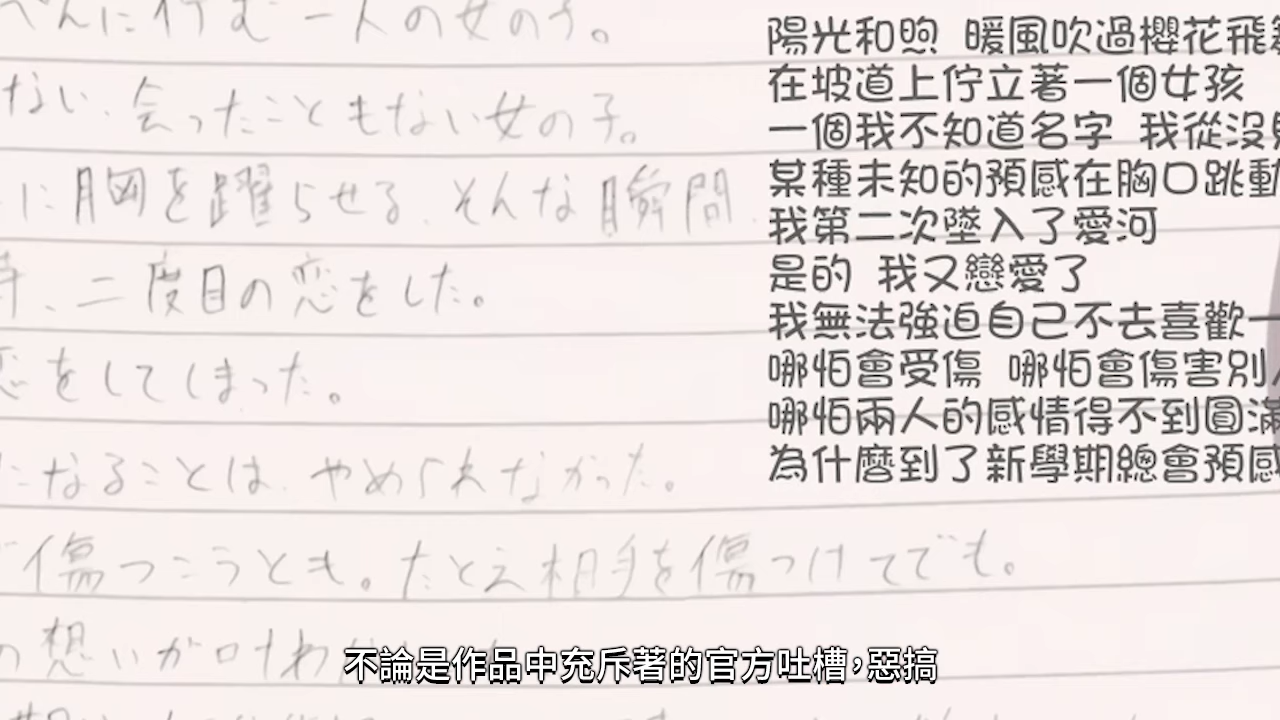 に佇む一人の女の子。
ない、会ったこともない女の子。
に胸を躍らせる、そんな瞬間
時、二度目の恋をした。
恋をしてしまった。
になることは、やめられなかった。
傷つこうとも。たとえ相手を傷つけてでも。
想いが叶わ
陽光和煦 暖風吹過櫻花飛
在坡道上佇立著一個女孩
一個我不知道名字 我從沒
某種未知的預感在胸口跳動
我第二次墜入了愛河
是的 我又戀愛了
我無法強迫自己不去喜歡一
哪怕會受傷 哪怕會傷害別
哪怕兩人的感情得不到圓滿
為什麼到了新學期總會預感
不論是作品中充斥著的官方吐槽，惡搞